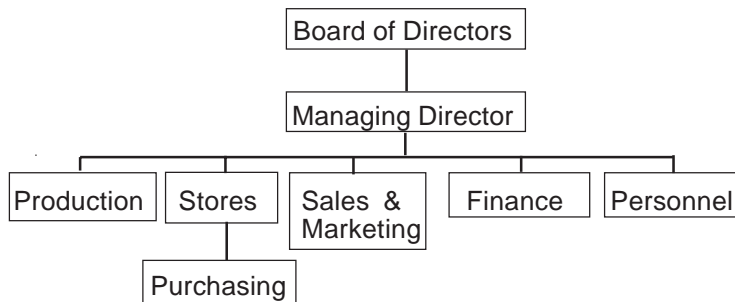 Board of Directors
Managing Director
Production
Stores
Sales &
Marketing
Finance
Personnel
Purchasing